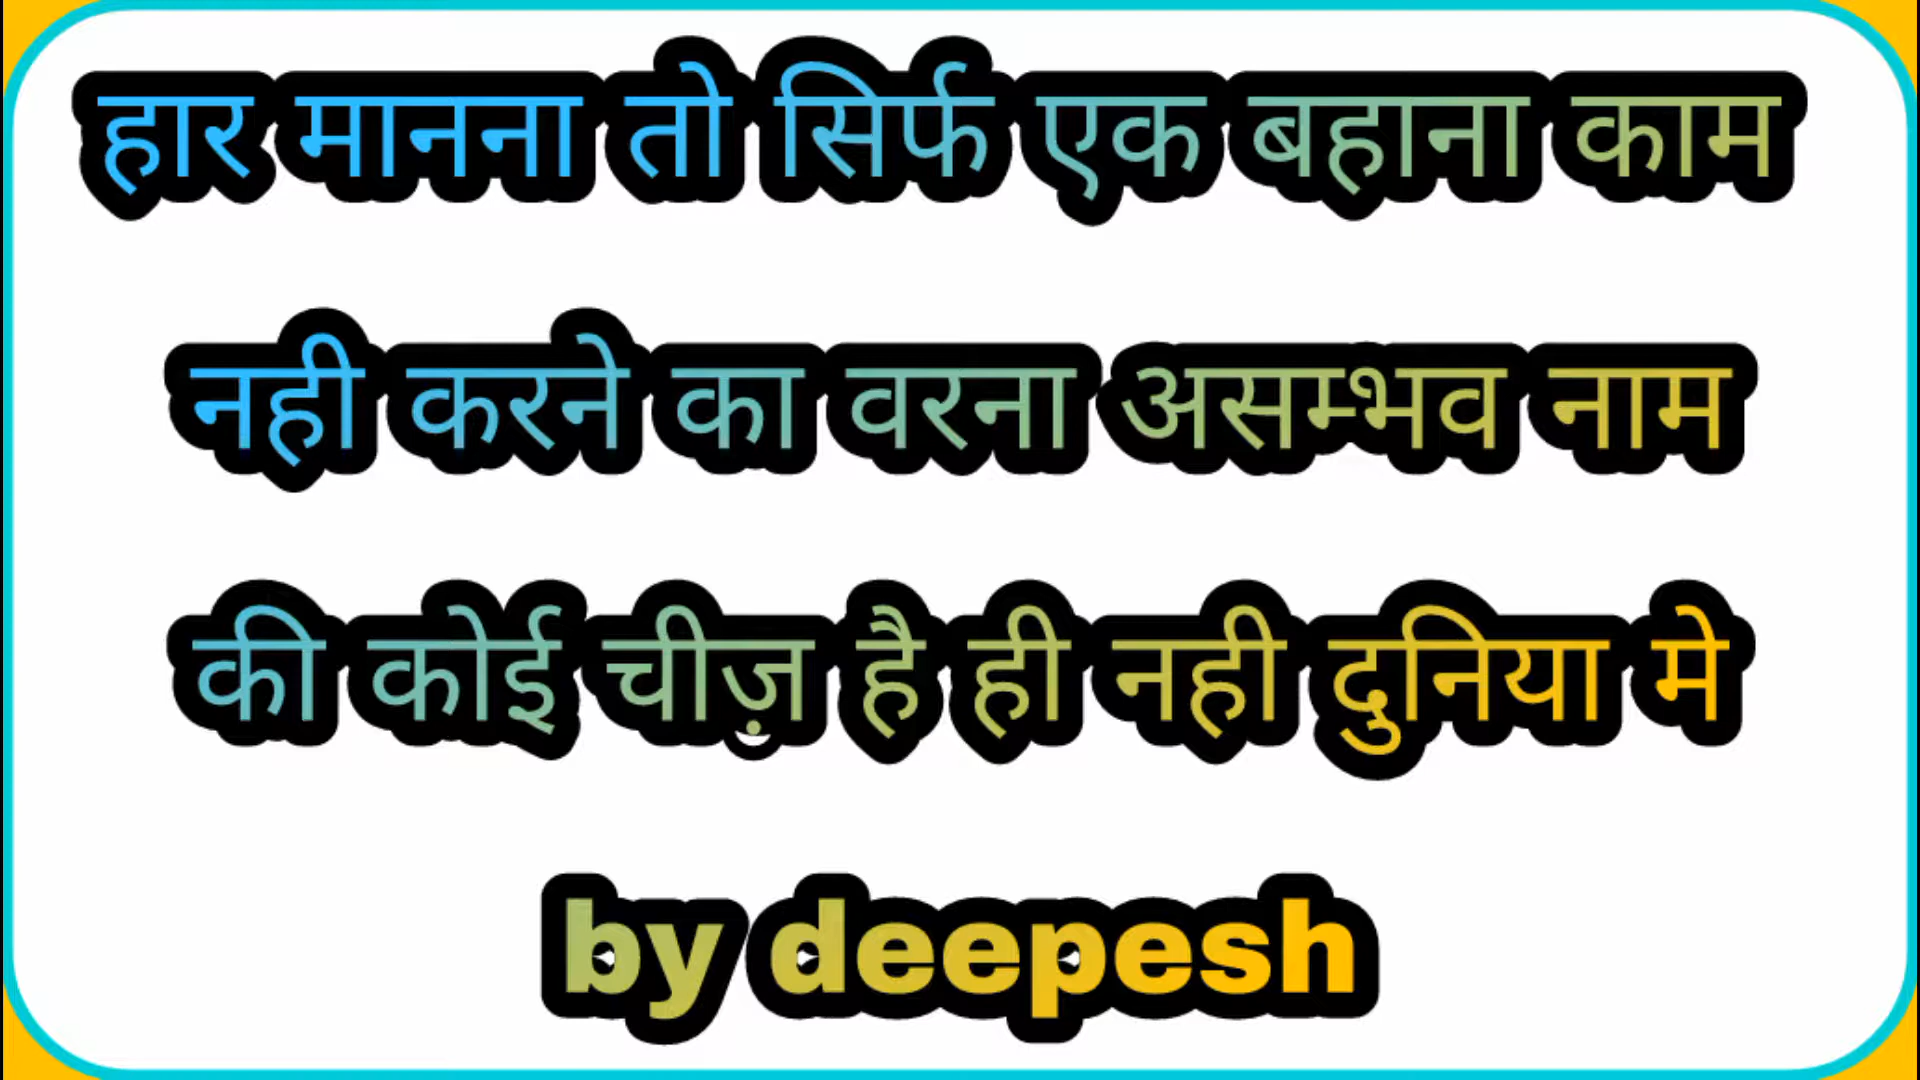 हार मानना तो सिर्फ एक बहाना काम
नही करने का वरना असम्भव नाम
की कोई चीज़ है ही नही दुनिया मे
by deepesh